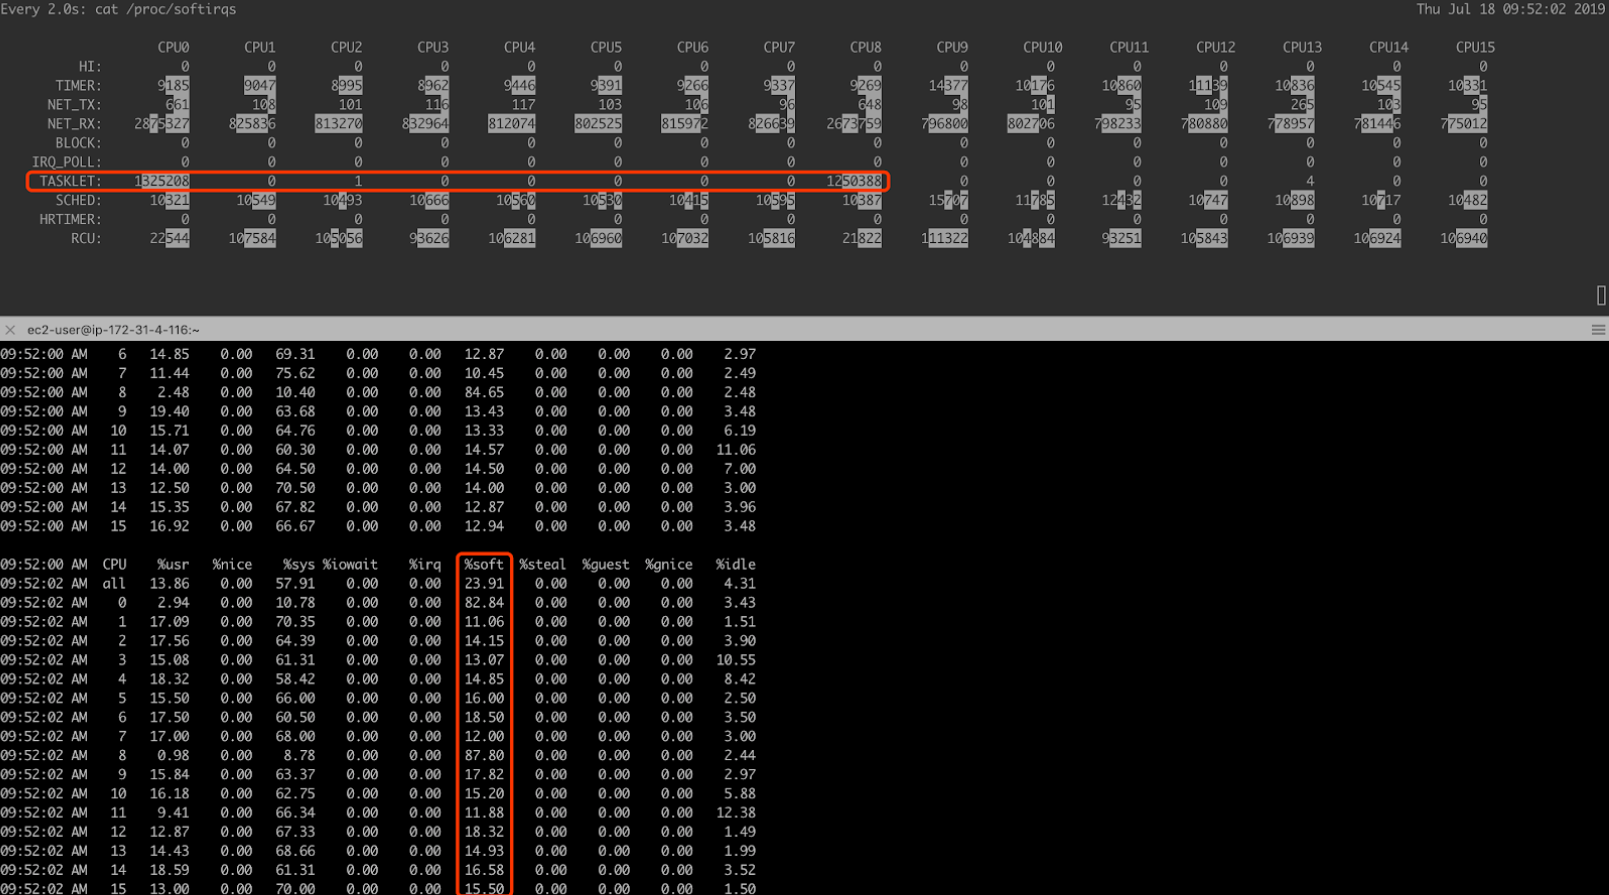 Every 2.0s: cat /proc/softirqs Thu Jul 18 09:52:02 2019
CPU0 CPU1 CPU2 CPU3 CPU4 CPU5 CPU6 CPU7 CPU8 CPU9 CPU10 CPU11 CPU12 CPU13 CPU14 CPU15
HI: 0 0 0 0 0 0 0 0 0 0 0 0 0 0 0 0
TIMER: 9185 9047 8995 8962 9446 9391 9266 9337 9269 14377 10176 10860 11139 10836 10545 10331
NET_TX: 661 108 101 116 117 103 106 96 648 98 101 95 109 265 103 95
NET_RX: 2875327 825836 813270 832964 812074 802525 815972 826639 2673759 796800 802706 798233 780880 778957 781446 775012
BLOCK: 0 0 0 0 0 0 0 0 0 0 0 0 0 0 0 0
IRQ_POLL: 0 0 0 0 0 0 0 0 0 0 0 0 0 0 0 0
TASKLET: 1325208 0 1 0 0 0 0 0 1250388 0 0 0 0 4 0 0
SCHED: 10321 10549 10493 10666 10560 10530 10415 10595 10387 15707 11785 12432 10747 10898 10717 10482
HRTIMER: 0 0 0 0 0 0 0 0 0 0 0 0 0 0 0 0
RCU: 22544 107584 105056 93626 106281 106960 107032 105816 21822 111322 104884 93251 105843 106939 106924 106940
ec2-user@ip-172-31-4-116:~
09:52:00 AM 6 14.85 0.00 69.31 0.00 0.00 12.87 0.00 0.00 0.00 2.97
09:52:00 AM 7 11.44 0.00 75.62 0.00 0.00 10.45 0.00 0.00 0.00 2.49
09:52:00 AM 8 2.48 0.00 10.40 0.00 0.00 84.65 0.00 0.00 0.00 2.48
09:52:00 AM 9 19.40 0.00 63.68 0.00 0.00 13.43 0.00 0.00 0.00 3.48
09:52:00 AM 10 15.71 0.00 64.76 0.00 0.00 13.33 0.00 0.00 0.00 6.19
09:52:00 AM 11 14.07 0.00 60.30 0.00 0.00 14.57 0.00 0.00 0.00 11.06
09:52:00 AM 12 14.00 0.00 64.50 0.00 0.00 14.50 0.00 0.00 0.00 7.00
09:52:00 AM 13 12.50 0.00 70.50 0.00 0.00 14.00 0.00 0.00 0.00 3.00
09:52:00 AM 14 15.35 0.00 67.82 0.00 0.00 12.87 0.00 0.00 0.00 3.96
09:52:00 AM 15 16.92 0.00 66.67 0.00 0.00 12.94 0.00 0.00 0.00 3.48
09:52:00 AM CPU %usr %nice %sys %iowait %irq %soft %steal %guest %gnice %idle
09:52:02 AM all 13.86 0.00 57.91 0.00 0.00 23.91 0.00 0.00 0.00 4.31
09:52:02 AM 0 2.94 0.00 10.78 0.00 0.00 82.84 0.00 0.00 0.00 3.43
09:52:02 AM 1 17.09 0.00 70.35 0.00 0.00 11.06 0.00 0.00 0.00 1.51
09:52:02 AM 2 17.56 0.00 64.39 0.00 0.00 14.15 0.00 0.00 0.00 3.90
09:52:02 AM 3 15.08 0.00 61.31 0.00 0.00 13.07 0.00 0.00 0.00 10.55
09:52:02 AM 4 18.32 0.00 58.42 0.00 0.00 14.85 0.00 0.00 0.00 8.42
09:52:02 AM 5 15.50 0.00 66.00 0.00 0.00 16.00 0.00 0.00 0.00 2.50
09:52:02 AM 6 17.50 0.00 60.50 0.00 0.00 18.50 0.00 0.00 0.00 3.50
09:52:02 AM 7 17.00 0.00 68.00 0.00 0.00 12.00 0.00 0.00 0.00 3.00
09:52:02 AM 8 0.98 0.00 8.78 0.00 0.00 87.80 0.00 0.00 0.00 2.44
09:52:02 AM 9 15.84 0.00 63.37 0.00 0.00 17.82 0.00 0.00 0.00 2.97
09:52:02 AM 10 16.18 0.00 62.75 0.00 0.00 15.20 0.00 0.00 0.00 5.88
09:52:02 AM 11 9.41 0.00 66.34 0.00 0.00 11.88 0.00 0.00 0.00 12.38
09:52:02 AM 12 12.87 0.00 67.33 0.00 0.00 18.32 0.00 0.00 0.00 1.49
09:52:02 AM 13 14.43 0.00 68.66 0.00 0.00 14.93 0.00 0.00 0.00 1.99
09:52:02 AM 14 18.59 0.00 61.31 0.00 0.00 16.58 0.00 0.00 0.00 3.52
09:52:02 AM 15 13.00 0.00 70.00 0.00 0.00 15.50 0.00 0.00 0.00 1.50